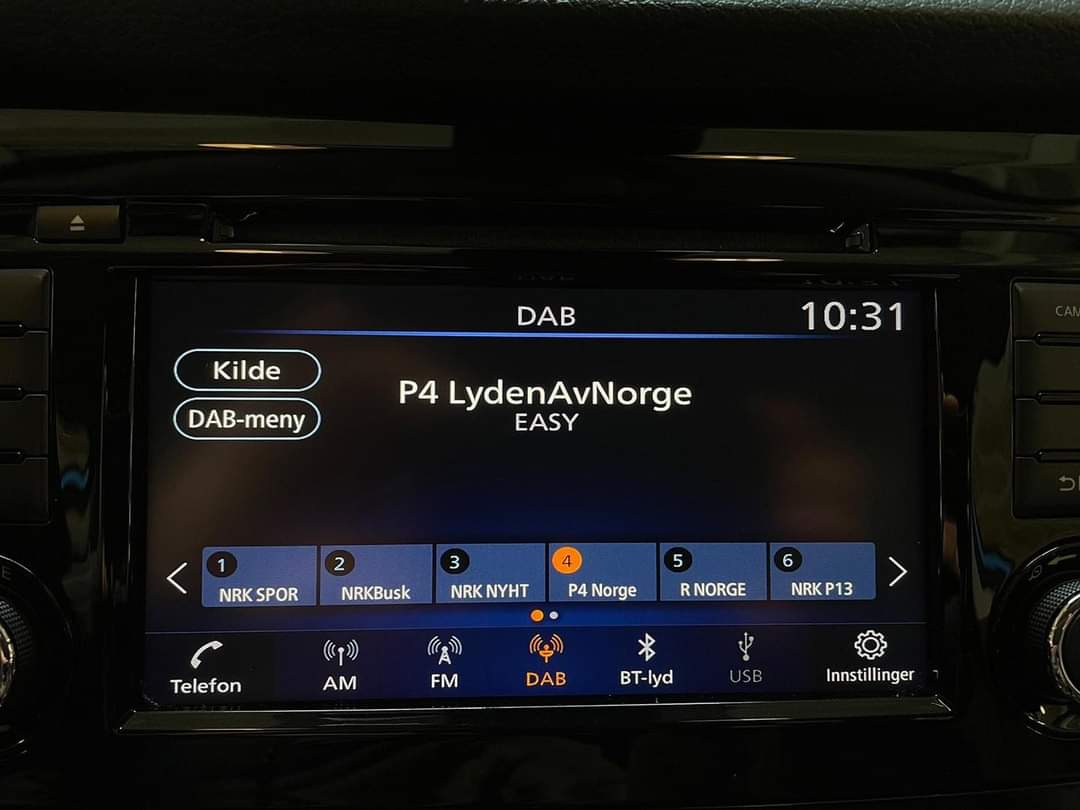 DAB
10:31
Kilde
P4 LydenAvNorge
DAB-meny
EASY
CAM
1
NRK SPOR
2
NRKBusk
3
NRK NYHT
4
P4 Norge
5
R NORGE
6
NRK P13
Telefon
AM
FM
DAB
BT-lyd
USB
Innstillinger